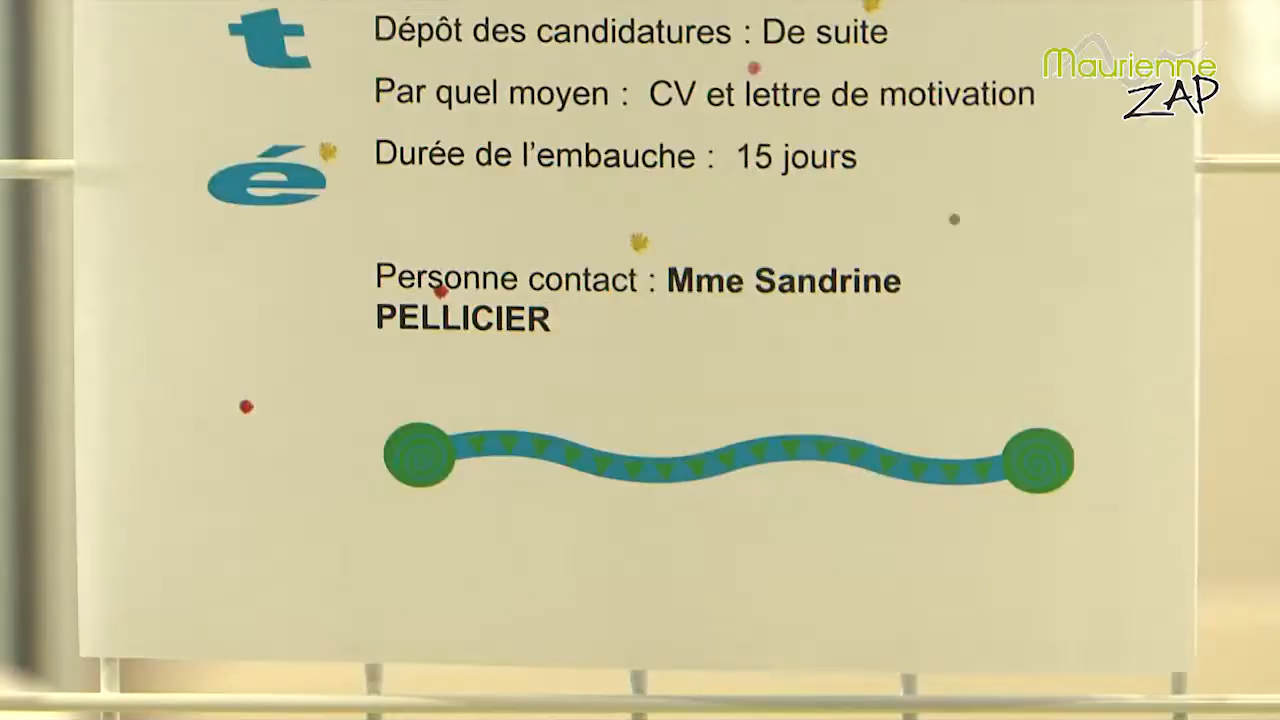 t
Dépôt des candidatures : De suite
Maurienne
ZAP
Par quel moyen : CV et lettre de motivation
é
Durée de l'embauche : 15 jours
Personne contact : Mme Sandrine
PELLICIER